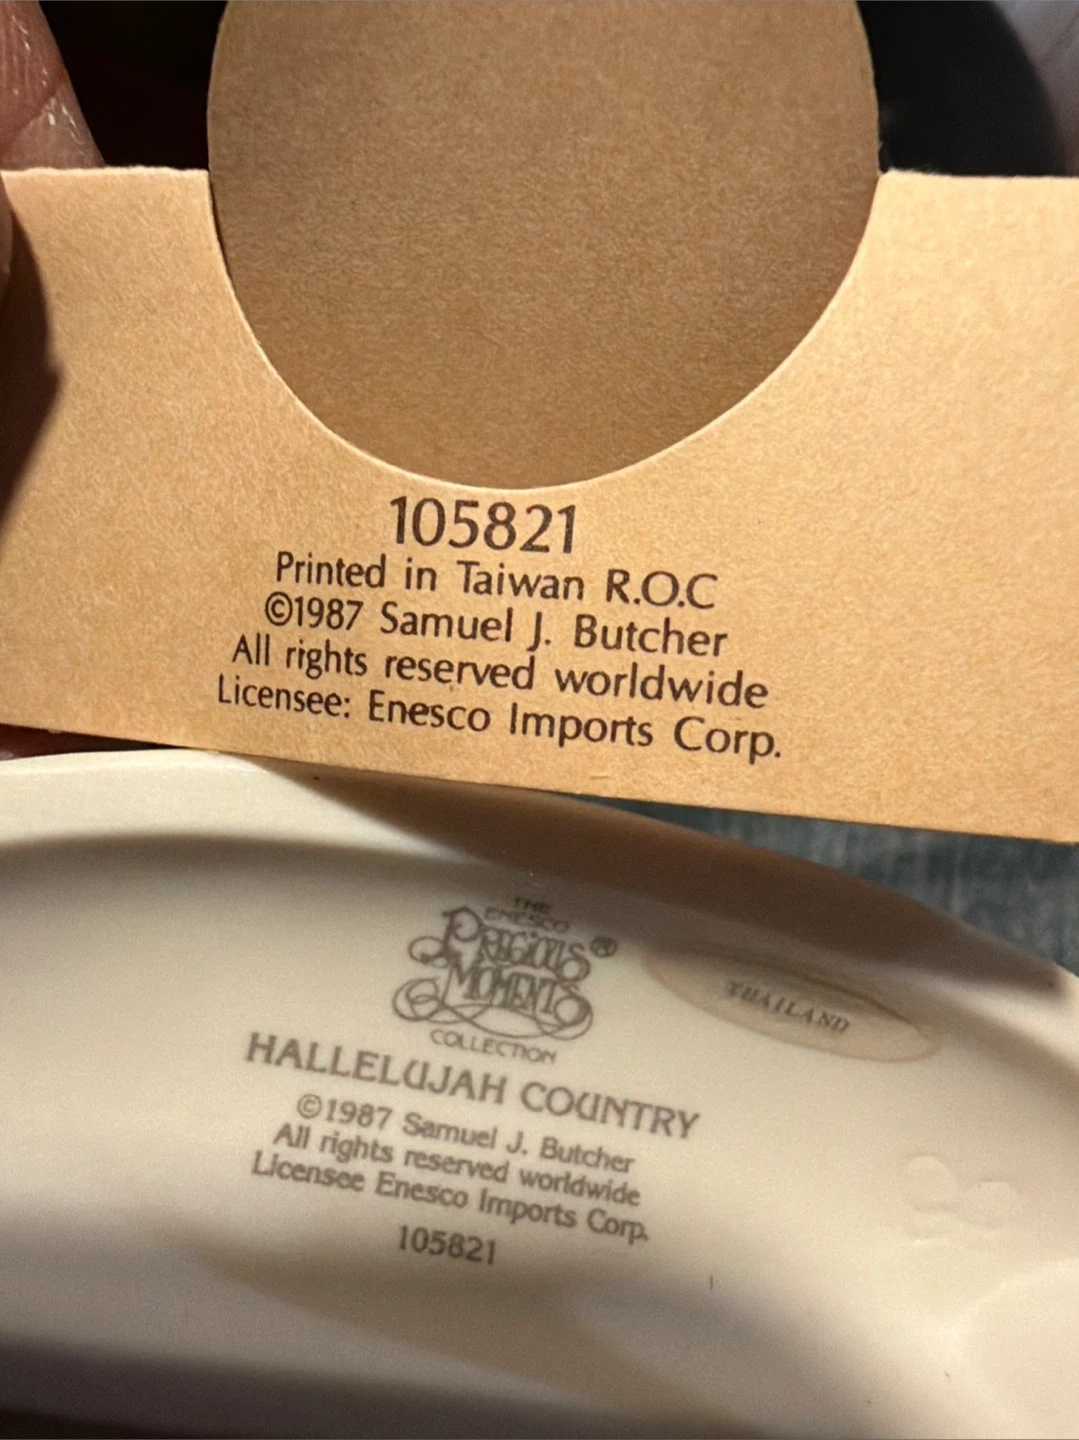 105821
Printed in Taiwan R.O.C
©1987 Samuel J. Butcher
All rights reserved worldwide
Licensee: Enesco Imports Corp.
THE
ENESCO
PRECIOUS ®
MOMENTS
COLLECTION
THAILAND
HALLELUJAH COUNTRY
©1987 Samuel J. Butcher
All rights reserved worldwide
Licensee Enesco Imports Corp.
105821